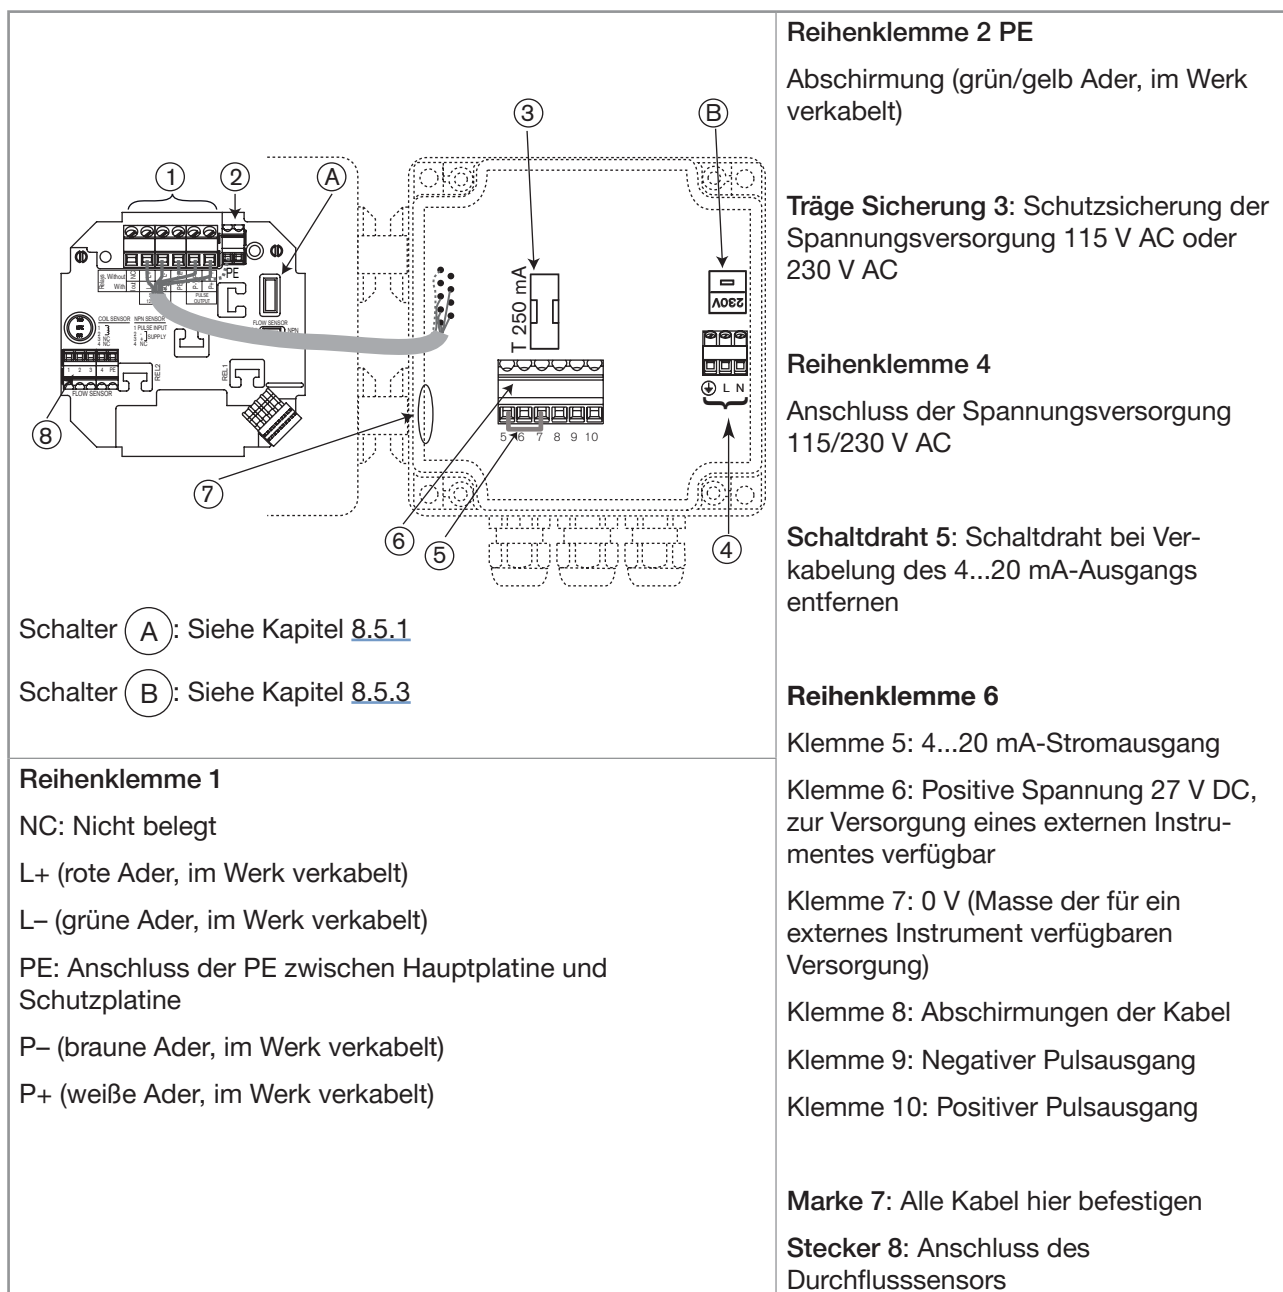 3
B
1
2
A
PE
T 250 mA
230V
Relais. Without
With
PULSE
OUTPUT
FLOW SENSOR
NPN
COIL SENSOR
NPN SENSOR
1 PULSE INPUT
SUPPLY
NC
NC
4 NC
1 2 3 4 PE
FLOW SENSOR
REL2
REL1
L N
5 6 7 8 9 10
8
7
6
5
4
Schalter A: Siehe Kapitel 8.5.1
Schalter B: Siehe Kapitel 8.5.3
Reihenklemme 1
NC: Nicht belegt
L+ (rote Ader, im Werk verkabelt)
L– (grüne Ader, im Werk verkabelt)
PE: Anschluss der PE zwischen Hauptplatine und
Schutzplatine
P– (braune Ader, im Werk verkabelt)
P+ (weiße Ader, im Werk verkabelt)
Reihenklemme 2 PE
Abschirmung (grün/gelb Ader, im Werk
verkabelt)
Träge Sicherung 3: Schutzsicherung der
Spannungsversorgung 115 V AC oder
230 V AC
Reihenklemme 4
Anschluss der Spannungsversorgung
115/230 V AC
Schaltdraht 5: Schaltdraht bei Ver-
kabelung des 4...20 mA-Ausgangs
entfernen
Reihenklemme 6
Klemme 5: 4...20 mA-Stromausgang
Klemme 6: Positive Spannung 27 V DC,
zur Versorgung eines externen Instru-
mentes verfügbar
Klemme 7: 0 V (Masse der für ein
externes Instrument verfügbaren
Versorgung)
Klemme 8: Abschirmungen der Kabel
Klemme 9: Negativer Pulsausgang
Klemme 10: Positiver Pulsausgang
Marke 7: Alle Kabel hier befestigen
Stecker 8: Anschluss des
Durchflusssensors